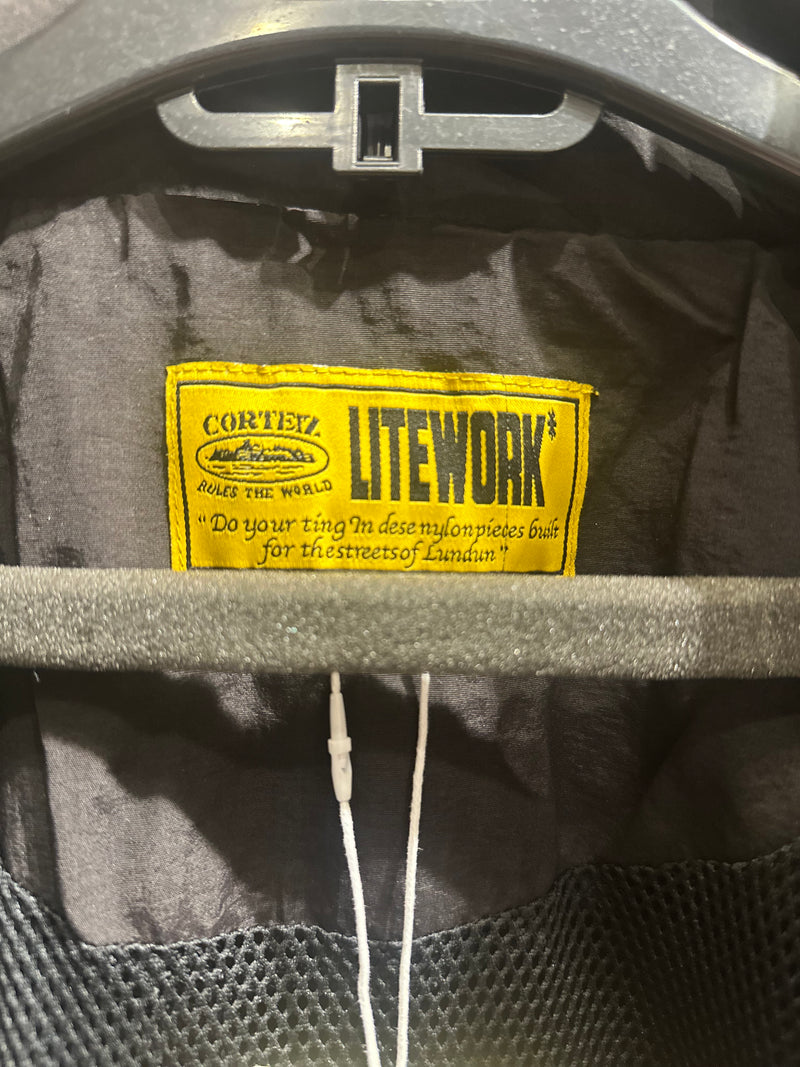 CORTEIZ
RULES THE WORLD
LITEWORK*
"Do your ting In dese nylon pieces built
for the streets of Lundun"